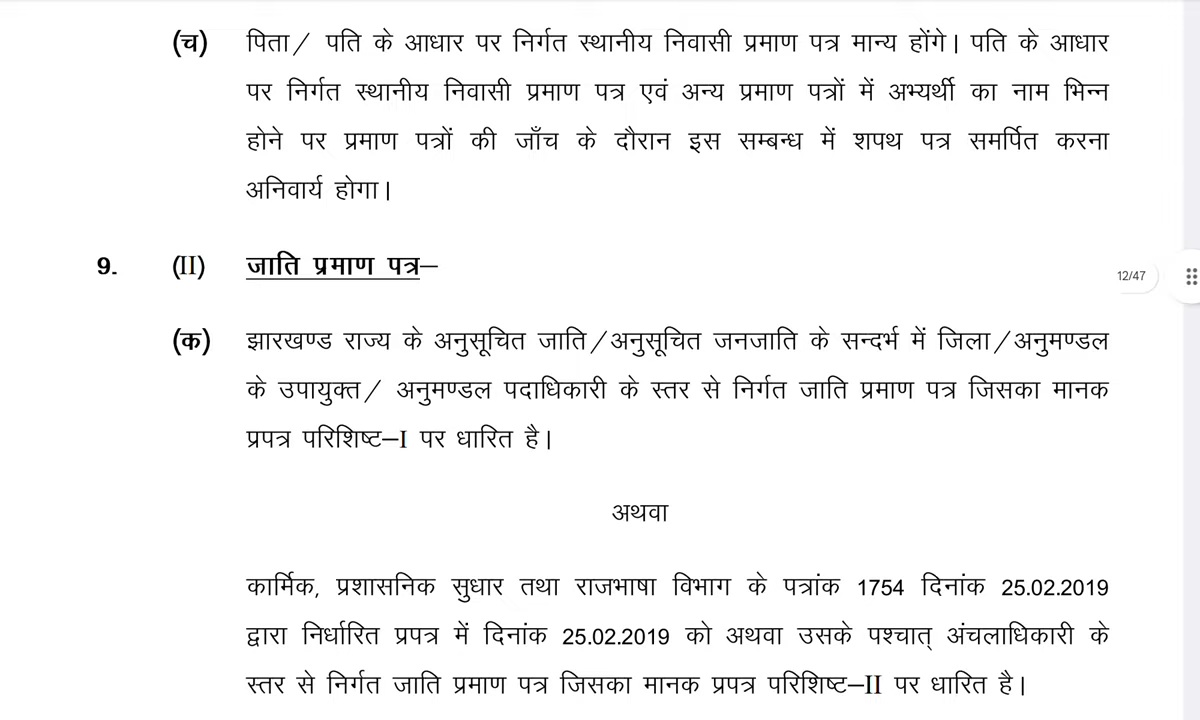 (च) पिता/ पति के आधार पर निर्गत स्थानीय निवासी प्रमाण पत्र मान्य होंगे। पति के आधार
पर निर्गत स्थानीय निवासी प्रमाण पत्र एवं अन्य प्रमाण पत्रों में अभ्यर्थी का नाम भिन्न
होने पर प्रमाण पत्रों की जाँच के दौरान इस सम्बन्ध में शपथ पत्र समर्पित करना
अनिवार्य होगा।
9. (II) जाति प्रमाण पत्र–
12/47
(क) झारखण्ड राज्य के अनुसूचित जाति/अनुसूचित जनजाति के सन्दर्भ में जिला/अनुमण्डल
के उपायुक्त/ अनुमण्डल पदाधिकारी के स्तर से निर्गत जाति प्रमाण पत्र जिसका मानक
प्रपत्र परिशिष्ट–I पर धारित है।
अथवा
कार्मिक, प्रशासनिक सुधार तथा राजभाषा विभाग के पत्रांक 1754 दिनांक 25.02.2019
द्वारा निर्धारित प्रपत्र में दिनांक 25.02.2019 को अथवा उसके पश्चात् अंचलाधिकारी के
स्तर से निर्गत जाति प्रमाण पत्र जिसका मानक प्रपत्र परिशिष्ट–II पर धारित है।